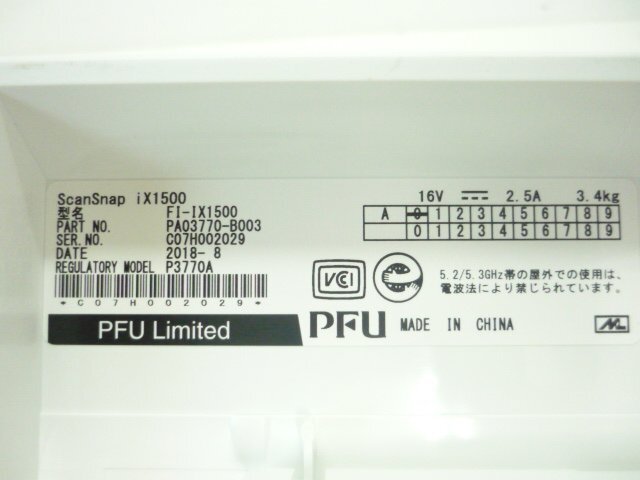 ScanSnap iX1500
型名 FI-IX1500
PART NO. PA03770-B003
SER.NO. C07H002029
DATE 2018- 8
REGULATORY MODEL P3770A
*C07H002029*
PFU Limited
16V 2.5A 3.4kg
A 0 1 2 3 4 5 6 7 8 9
0 1 2 3 4 5 6 7 8 9
VCI
5.2/5.3GHz帯の屋外での使用は、
電波法により禁じられています。
PFU MADE IN CHINA